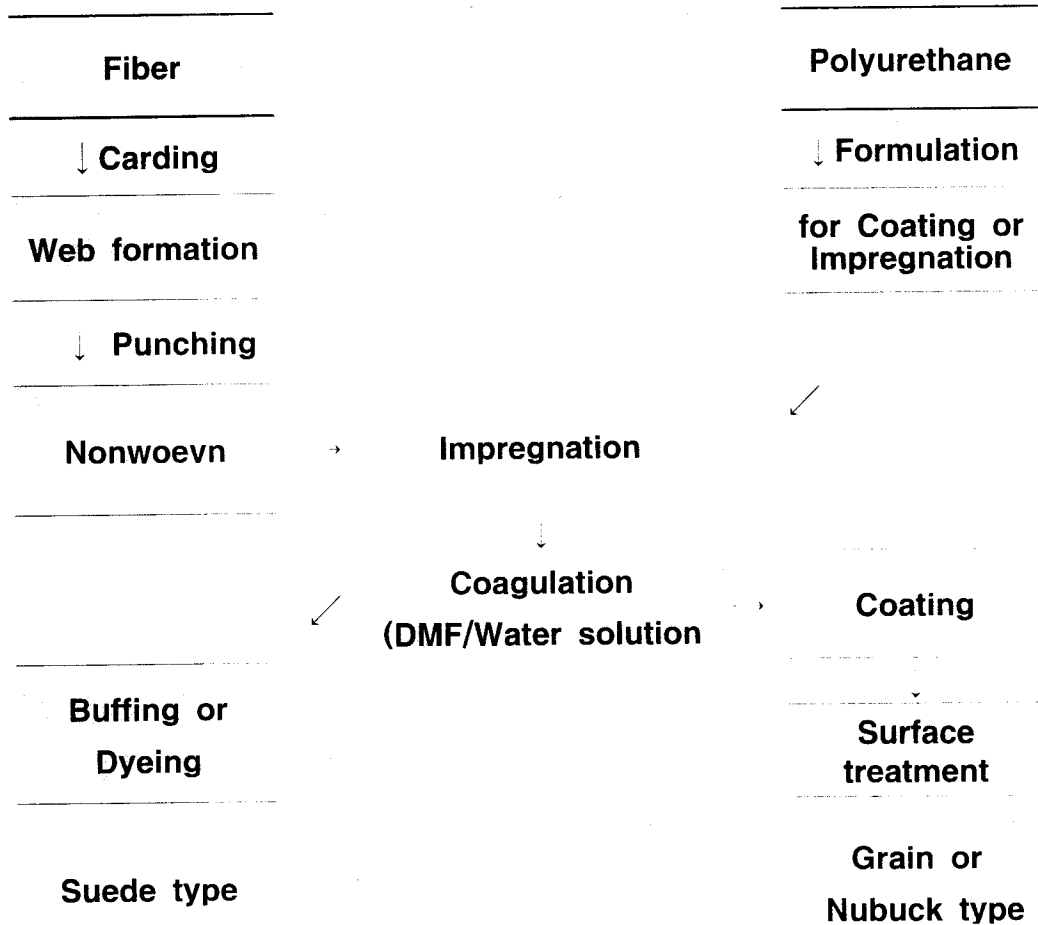 Fiber
Polyurethane
↓ Carding
↓ Formulation
Web formation
for Coating or
Impregnation
↓ Punching
Nonwoevn
Impregnation
Coagulation
(DMF/Water solution
Coating
Buffing or
Dyeing
Surface
treatment
Suede type
Grain or
Nubuck type